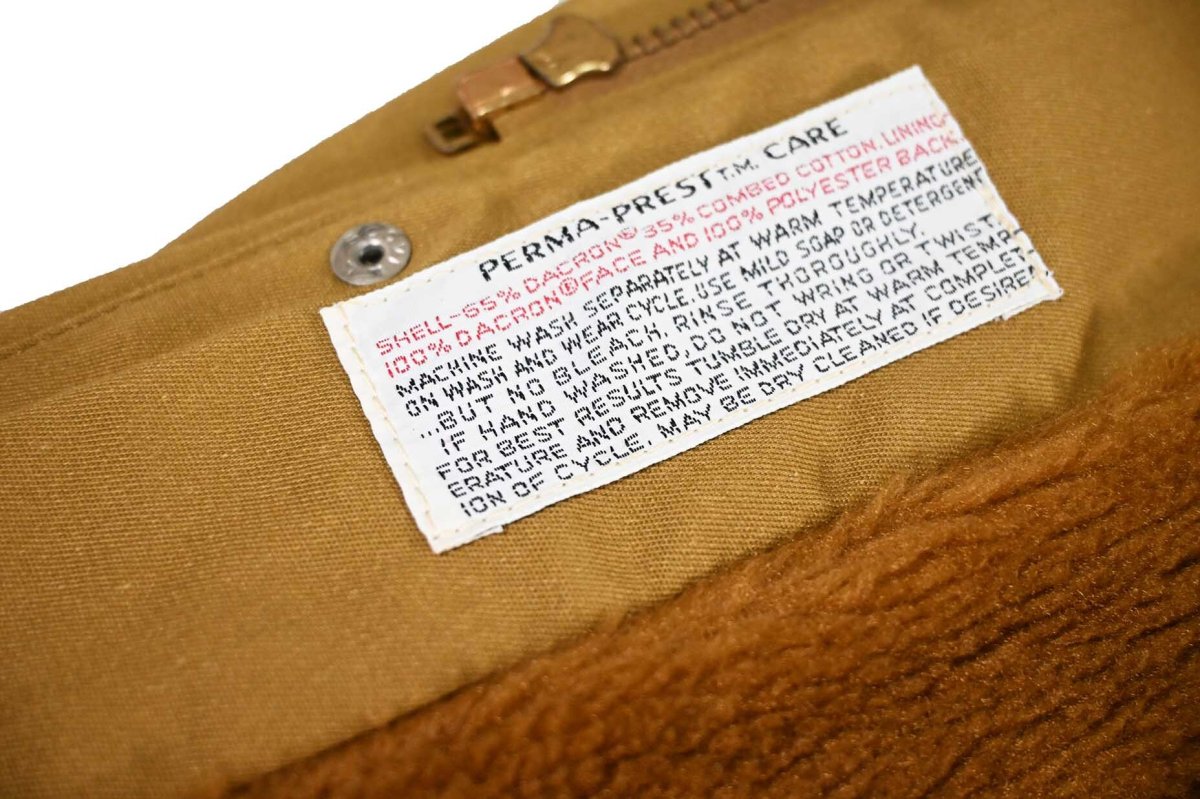 PERMA-PREST T.M. CARE
SHELL-65% DACRON® 35% COMBED COTTON. LINING-
100% DACRON® FACE AND 100% POLYESTER BACK.
MACHINE WASH SEPARATELY AT WARM TEMPERATURE
ON WASH AND WEAR CYCLE. USE MILD SOAP OR DETERGENT
...BUT NO BLEACH. RINSE THOROUGHLY.
IF HAND WASHED, DO NOT WRING OR TWIST.
FOR BEST RESULTS TUMBLE DRY AT WARM TEMP-
ERATURE AND REMOVE IMMEDIATELY AT COMPLET-
ION OF CYCLE. MAY BE DRY CLEANED IF DESIRED